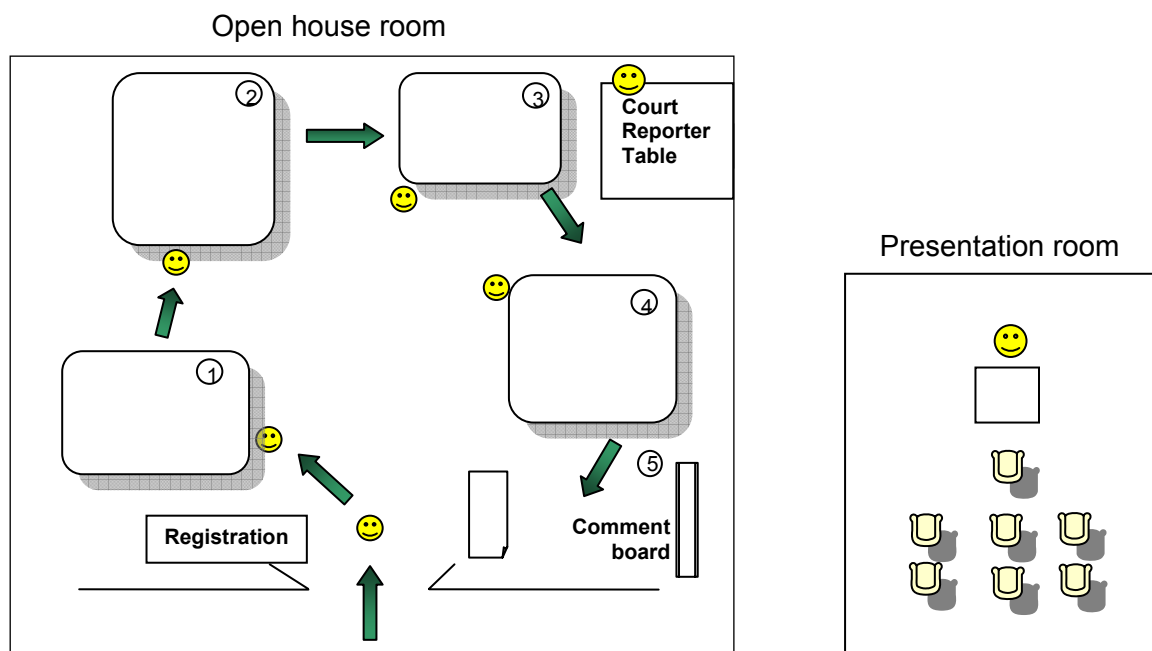 Open house room
2
3
Court
Reporter
Table
4
1
5
Registration
Comment
board
Presentation room